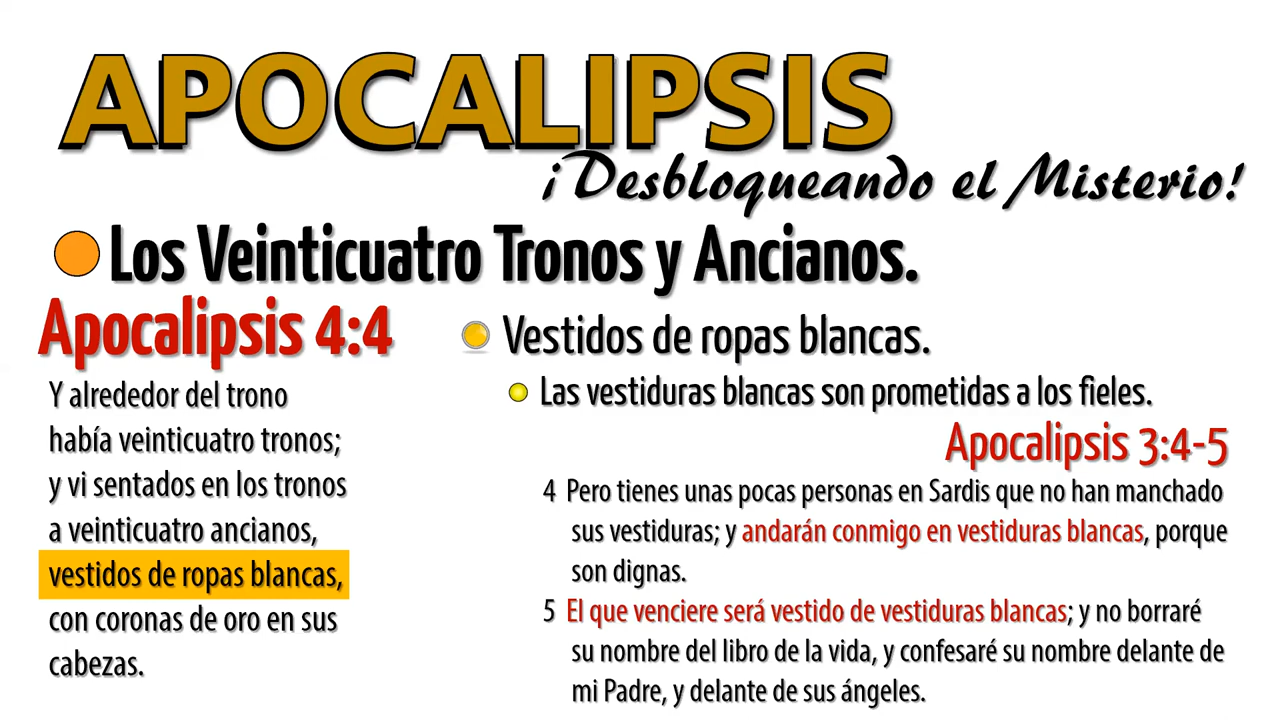 APOCALIPSIS
¡Desbloqueando el Misterio!
Los Veinticuatro Tronos y Ancianos.
Apocalipsis 4:4
Y alrededor del trono
había veinticuatro tronos;
y vi sentados en los tronos
a veinticuatro ancianos,
vestidos de ropas blancas,
con coronas de oro en sus
cabezas.
Vestidos de ropas blancas.
Las vestiduras blancas son prometidas a los fieles.
Apocalipsis 3:4-5
4 Pero tienes unas pocas personas en Sardis que no han manchado
sus vestiduras; y andarán conmigo en vestiduras blancas, porque
son dignas.
5 El que venciere será vestido de vestiduras blancas; y no borraré
su nombre del libro de la vida, y confesaré su nombre delante de
mi Padre, y delante de sus ángeles.